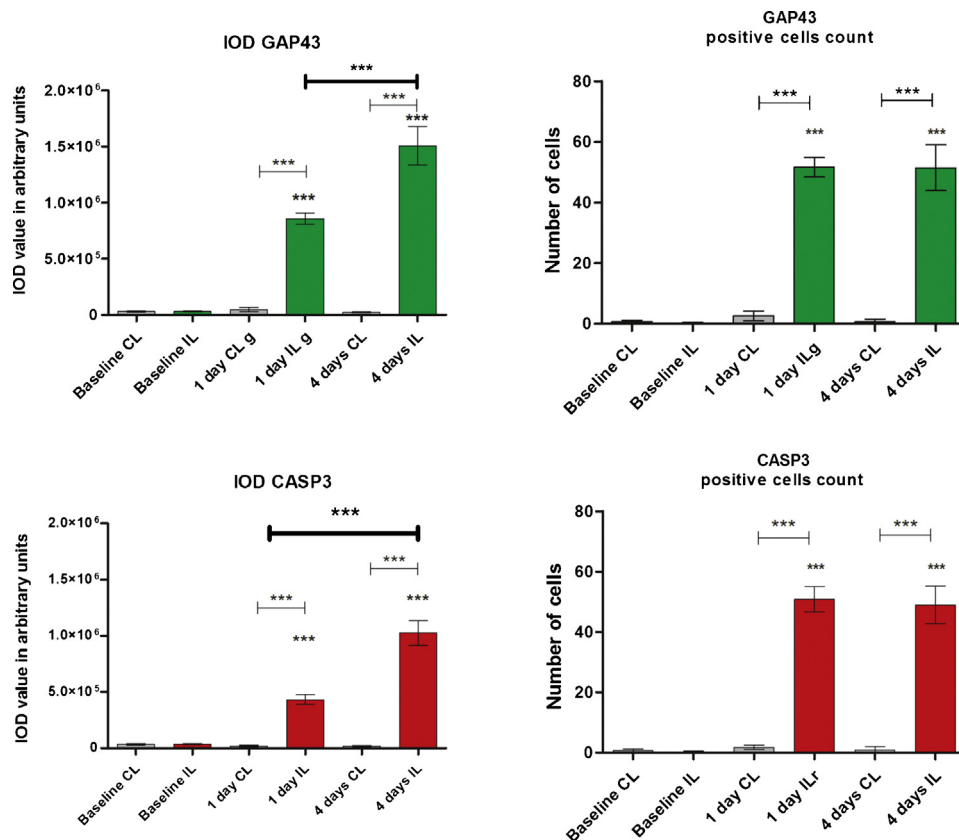 IOD GAP43
IOD value in arbitrary units
2.0×10⁶
1.5×10⁶
1.0×10⁶
5.0×10⁵
0
***
***
***
***
***
Baseline CL
Baseline IL
1 day CL g
1 day IL g
4 days CL
4 days IL
GAP43
positive cells count
Number of cells
80
60
40
20
0
***
***
***
***
Baseline CL
Baseline IL
1 day CL
1 day ILg
4 days CL
4 days IL
IOD CASP3
IOD value in arbitrary units
2.0×10⁶
1.5×10⁶
1.0×10⁶
5.0×10⁵
0
***
***
***
***
***
Baseline CL
Baseline IL
1 day CL
1 day IL
4 days CL
4 days IL
CASP3
positive cells count
Number of cells
80
60
40
20
0
***
***
***
***
Baseline CL
Baseline IL
1 day CL
1 day ILr
4 days CL
4 days IL